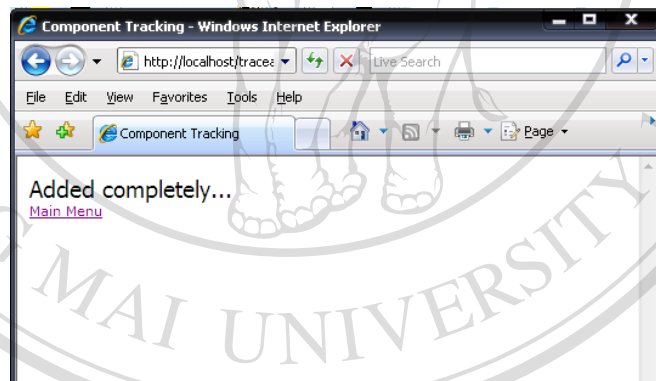 Component Tracking - Windows Internet Explorer
http://localhost/tracea
Live Search
File Edit View Favorites Tools Help
Component Tracking
Page
Added completely...
Main Menu
G MAI UNIVERSITY